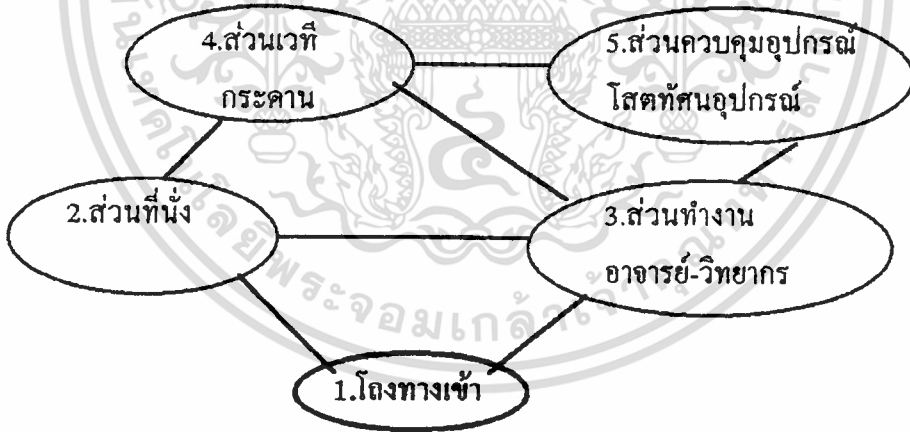 4.ส่วนเวที
กระดาน
5.ส่วนควบคุมอุปกรณ์
โสตทัศนอุปกรณ์
2.ส่วนที่นั่ง
3.ส่วนทำงาน
อาจารย์-วิทยากร
1.โถงทางเข้า